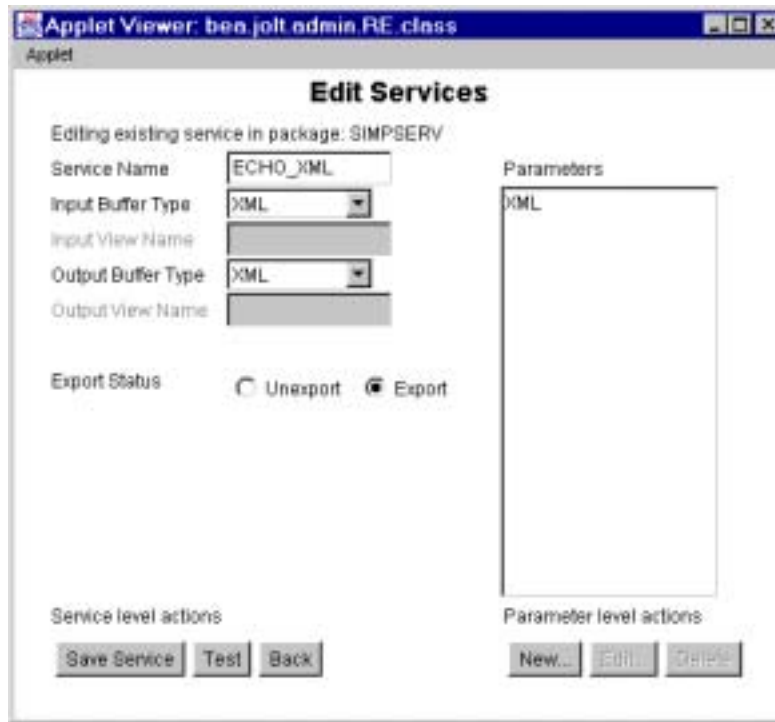 Applet Viewer: bea.jolt.admin.RE.class
Applet
Edit Services
Editing existing service in package: SIMPSERV
Service Name ECHO_XML
Parameters
Input Buffer Type XML
XML
Input View Name
Output Buffer Type XML
Output View Name
Export Status Unexport Export
Service level actions
Parameter level actions
Save Service Test Back
New... Edit... Delete